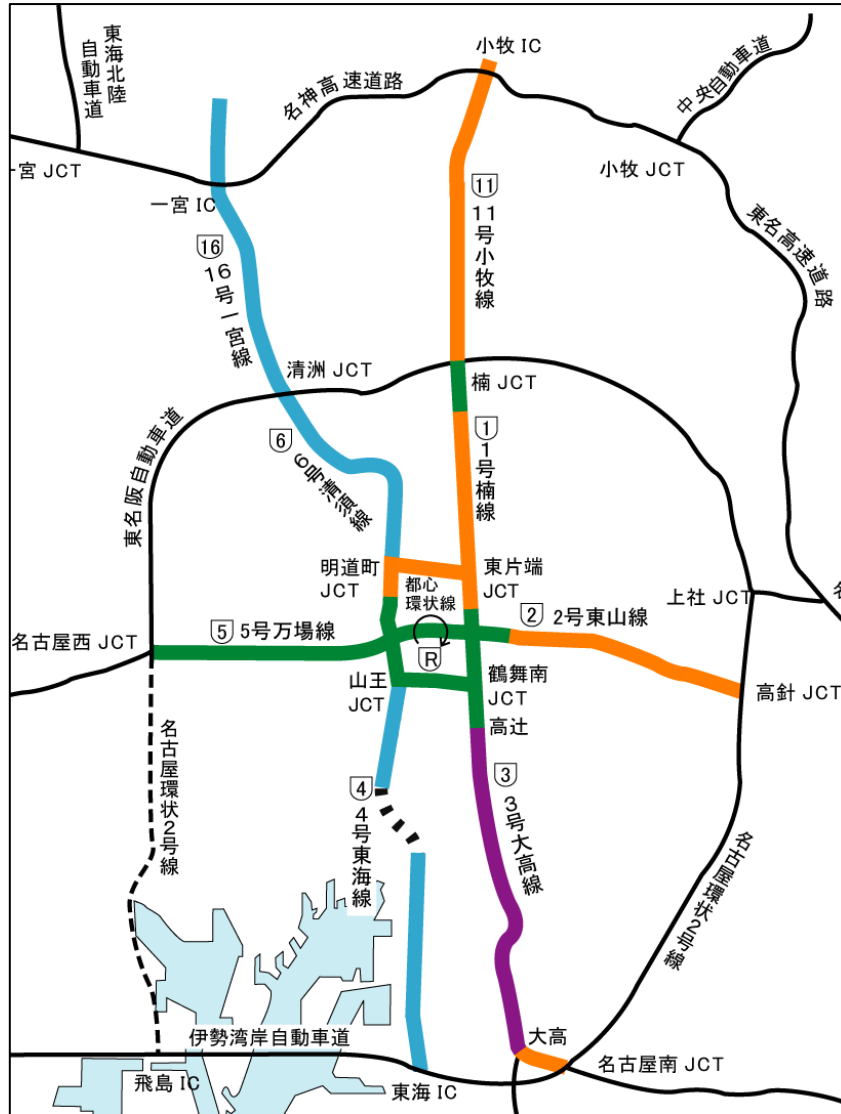 東海北陸
自動車道
小牧 IC
名神高速道路
中央自動車道
一宮 JCT
一宮 IC
小牧 JCT
11
11号小牧線
東名高速道路
16
16号一宮線
清洲 JCT
楠 JCT
1
1号楠線
6
6号清須線
東名阪自動車道
明道町
JCT
都心
環状線
東片端
JCT
上社 JCT
名
2
2号東山線
5
5号万場線
名古屋西 JCT
R
山王
JCT
鶴舞南
JCT
高辻
高針 JCT
名古屋環状2号線
4
4号東海線
3
3号大高線
名古屋環状2号線
伊勢湾岸自動車道
大高
飛島 IC
東海 IC
名古屋南 JCT